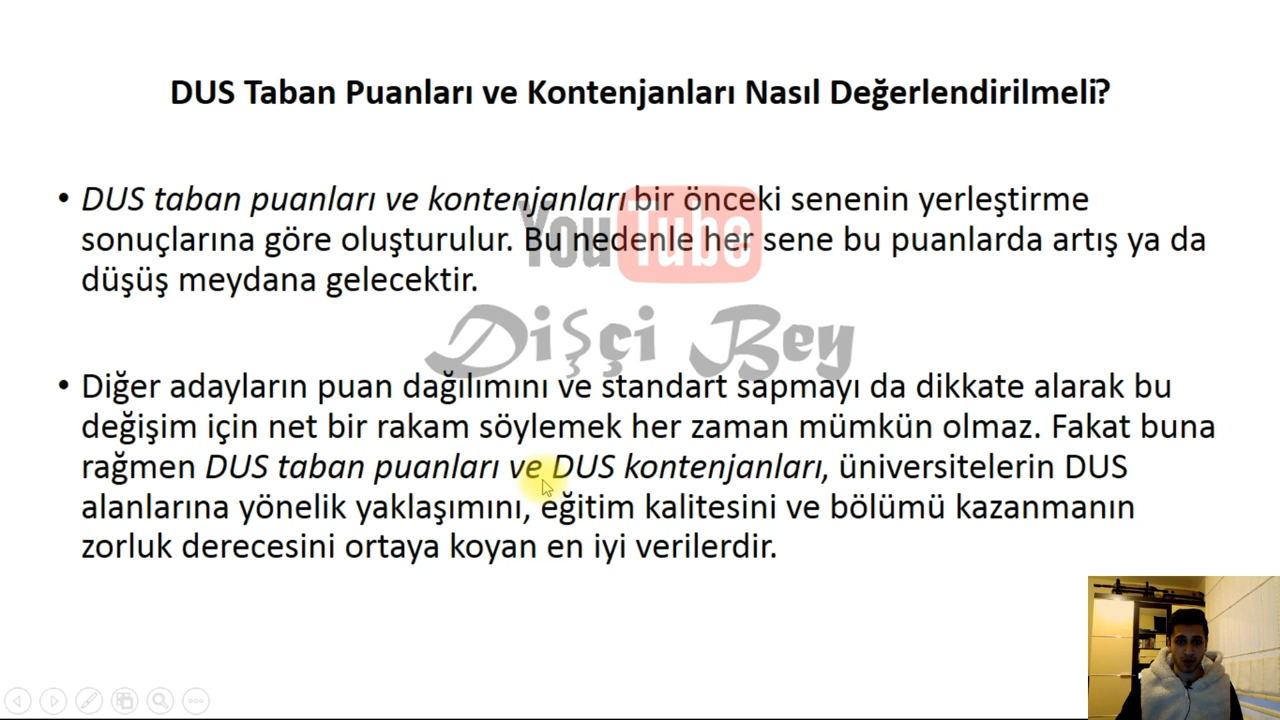 DUS Taban Puanları ve Kontenjanları Nasıl Değerlendirilmeli?
• DUS taban puanları ve kontenjanları bir önceki senenin yerleştirme
sonuçlarına göre oluşturulur. Bu nedenle her sene bu puanlarda artış ya da
düşüş meydana gelecektir.
YouTube
Dişçi Bey
• Diğer adayların puan dağılımını ve standart sapmayı da dikkate alarak bu
değişim için net bir rakam söylemek her zaman mümkün olmaz. Fakat buna
rağmen DUS taban puanları ve DUS kontenjanları, üniversitelerin DUS
alanlarına yönelik yaklaşımını, eğitim kalitesini ve bölümü kazanmanın
zorluk derecesini ortaya koyan en iyi verilerdir.